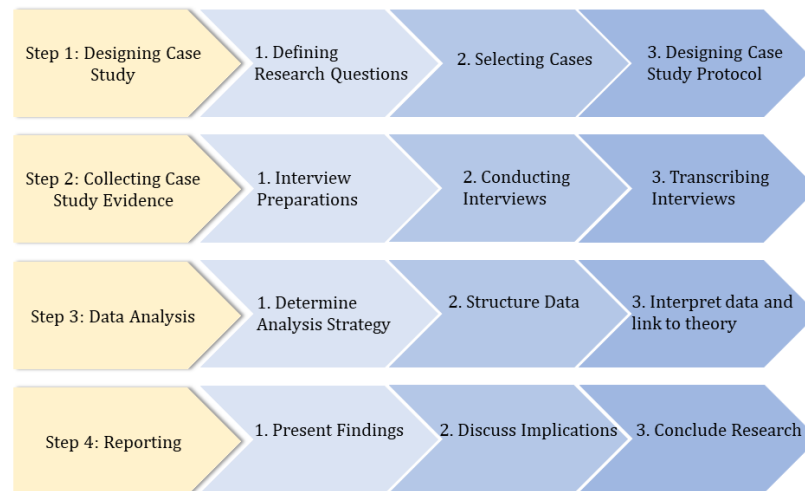 Step 1: Designing Case
Study
1. Defining
Research Questions
2. Selecting Cases
3. Designing Case
Study Protocol
Step 2: Collecting Case
Study Evidence
1. Interview
Preparations
2. Conducting
Interviews
3. Transcribing
Interviews
Step 3: Data Analysis
1. Determine
Analysis Strategy
2. Structure Data
3. Interpret data and
link to theory
Step 4: Reporting
1. Present Findings
2. Discuss Implications
3. Conclude Research